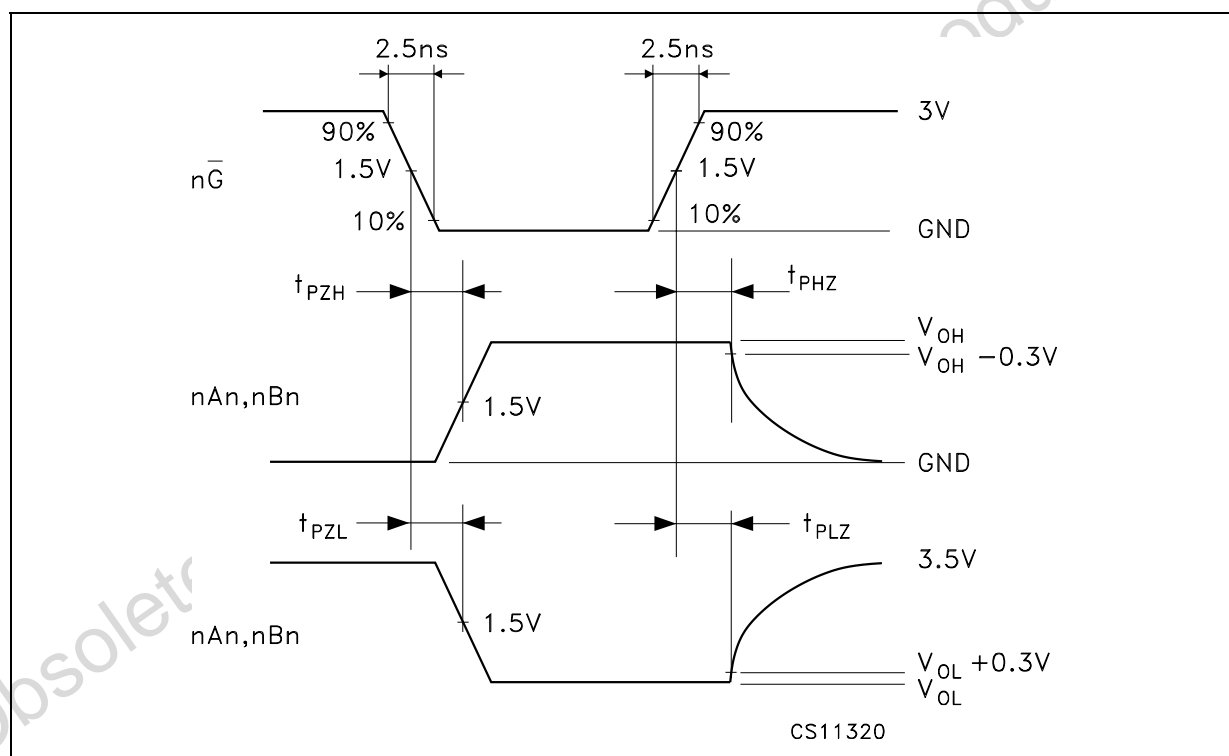 2.5ns
2.5ns
3V
90%
90%
nG̅
1.5V
1.5V
10%
10%
GND
tPZH
tPHZ
VOH
VOH -0.3V
nAn,nBn
1.5V
GND
tPZL
tPLZ
3.5V
nAn,nBn
1.5V
VOL +0.3V
VOL
CS11320